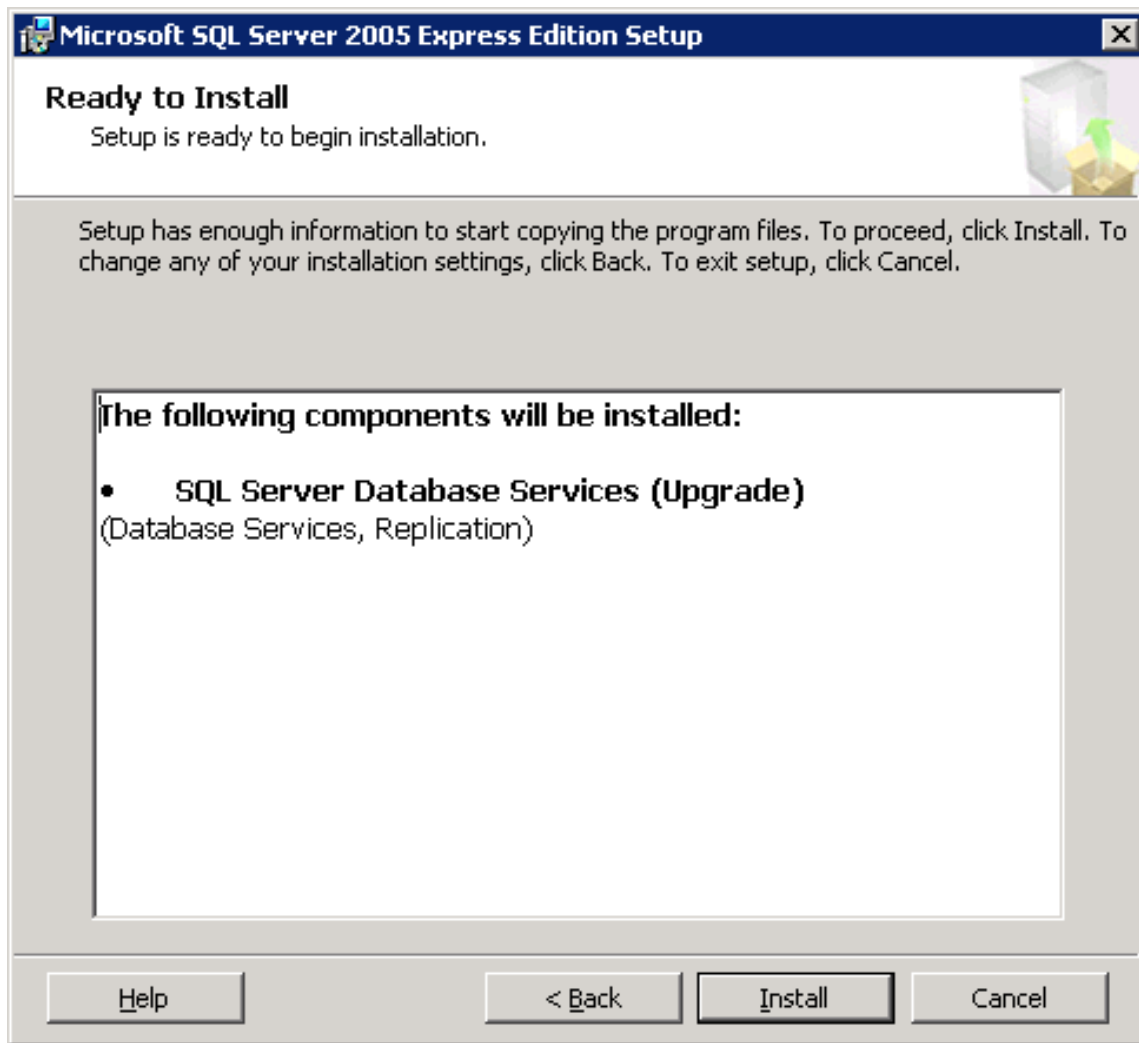 Microsoft SQL Server 2005 Express Edition Setup
Ready to Install
Setup is ready to begin installation.
Setup has enough information to start copying the program files. To proceed, click Install. To
change any of your installation settings, click Back. To exit setup, click Cancel.
The following components will be installed:
• SQL Server Database Services (Upgrade)
(Database Services, Replication)
Help
< Back
Install
Cancel